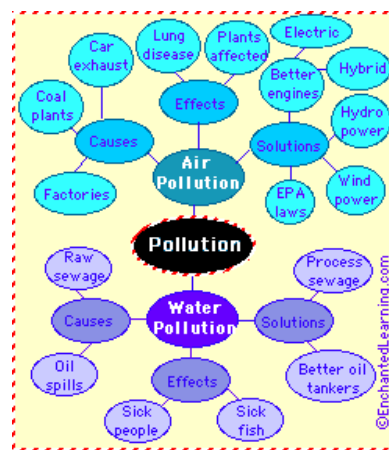 Car
exhaust
Lung
disease
Plants
affected
Electric
Better
engines
Hybrid
Coal
plants
Effects
Hydro
power
Causes
Solutions
Air
Pollution
Factories
EPA
laws
Wind
power
Pollution
Raw
sewage
Process
sewage
Water
Pollution
Causes
Solutions
Oil
spills
Effects
Better oil
tankers
Sick
people
Sick
fish
©EnchantedLearning.com